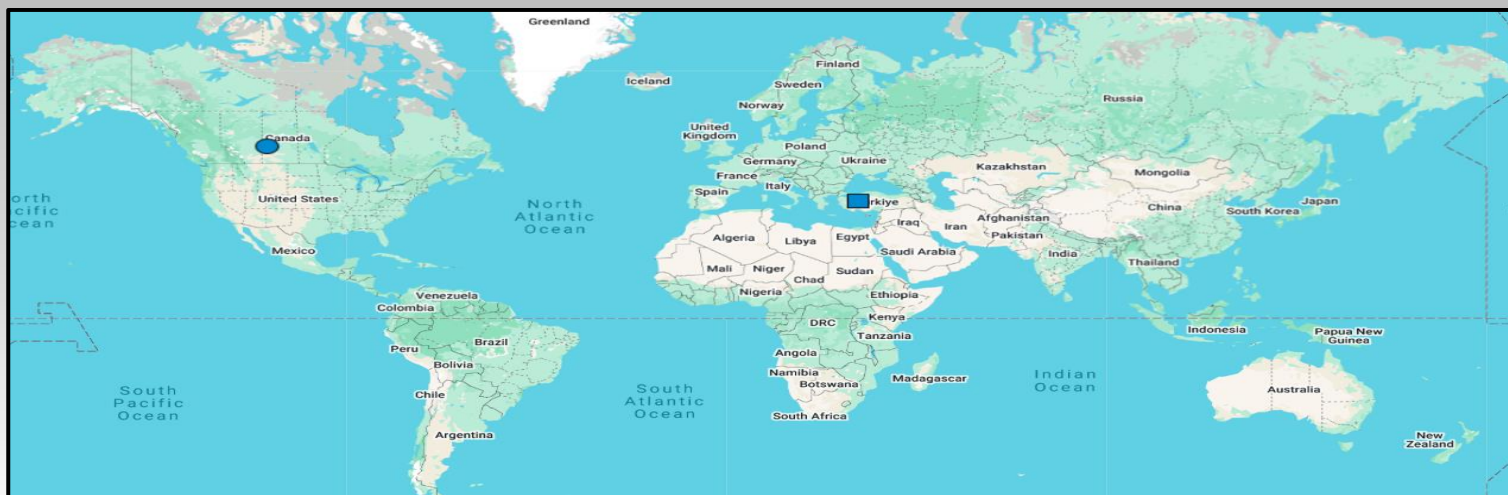 Greenland
Iceland
Finland
Sweden
Norway
Russia
United
Kingdom
Canada
Poland
Germany
Ukraine
France
Kazakhstan
Mongolia
Italy
Spain
United States
rkiye
North
Atlantic
Ocean
orth
cific
cean
China
Japan
South Korea
Afghanistan
Iraq
Iran
Pakistan
Algeria
Libya
Egypt
Saudi Arabia
Mexico
India
Thailand
Mali
Niger
Chad
Sudan
Venezuela
Nigeria
Ethiopia
Colombia
DRC
Kenya
Tanzania
Indonesia
Papua New
Guinea
Peru
Brazil
Bolivia
Angola
Namibia
Botswana
Madagascar
Indian
Ocean
South
Pacific
Ocean
Chile
South
Atlantic
Ocean
South Africa
Australia
Argentina
New
Zealand